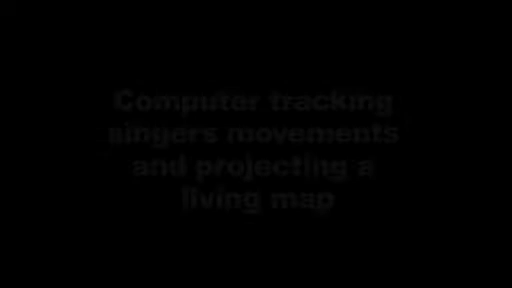 Computer tracking
singers movements
and projecting a
living map